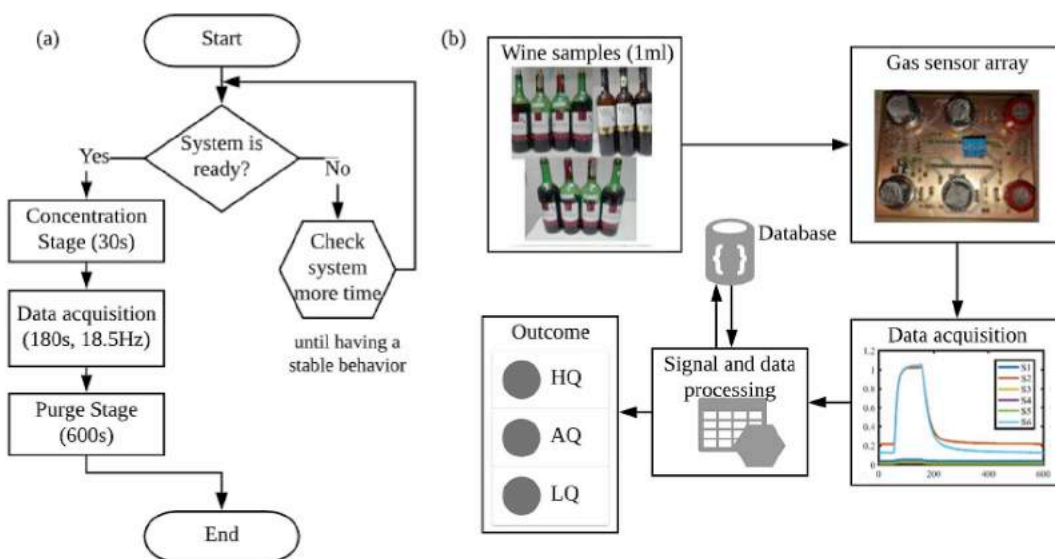 (a)
Start
System is
ready?
Yes
No
Concentration
Stage (30s)
Check
system
more time
until having a
stable behavior
Data acquisition
(180s, 18.5Hz)
Purge Stage
(600s)
End
(b)
Wine samples (1ml)
Gas sensor array
Database
{ }
Data acquisition
1.2
1
0.8
0.6
0.4
0.2
0
0
200
400
600
S1
S2
S3
S4
S5
S6
Signal and data
processing
Outcome
HQ
AQ
LQ